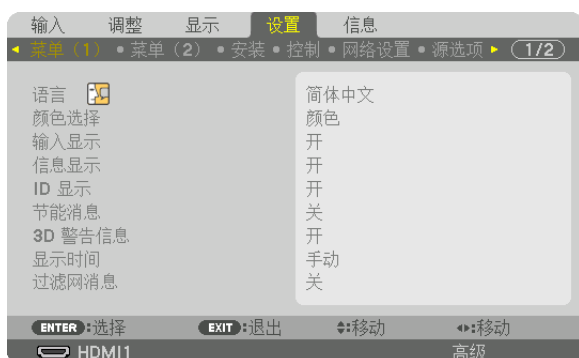 输入 调整 显示 设置 信息
◂ 菜单（1） ● 菜单（2） ● 安装 ● 控制 ● 网络设置 ● 源选项 ▸ 1/2
语言 简体中文
颜色选择 颜色
输入显示 开
信息显示 开
ID 显示 开
节能消息 关
3D 警告信息 开
显示时间 手动
过滤网消息 关
ENTER:选择 EXIT:退出 :移动 :移动
HDMI1 高级